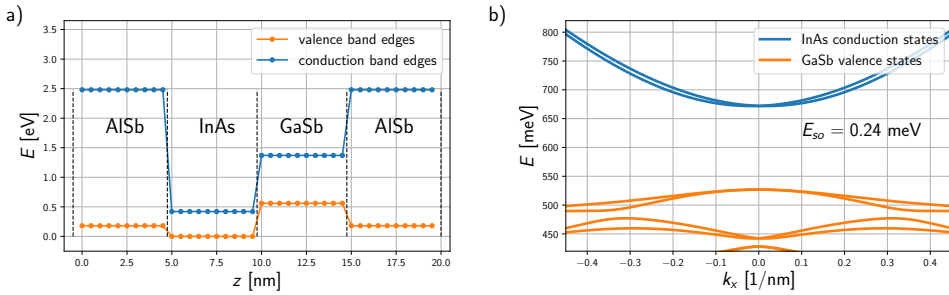 a)
3.5
3.0
2.5
2.0
1.5
1.0
0.5
0.0
E [eV]
valence band edges
conduction band edges
AlSb
InAs
GaSb
AlSb
0.0 2.5 5.0 7.5 10.0 12.5 15.0 17.5 20.0
z [nm]
b)
800
750
700
650
600
550
500
450
E [meV]
InAs conduction states
GaSb valence states
E_{so} = 0.24 meV
−0.4 −0.3 −0.2 −0.1 0.0 0.1 0.2 0.3 0.4
k_x [1/nm]